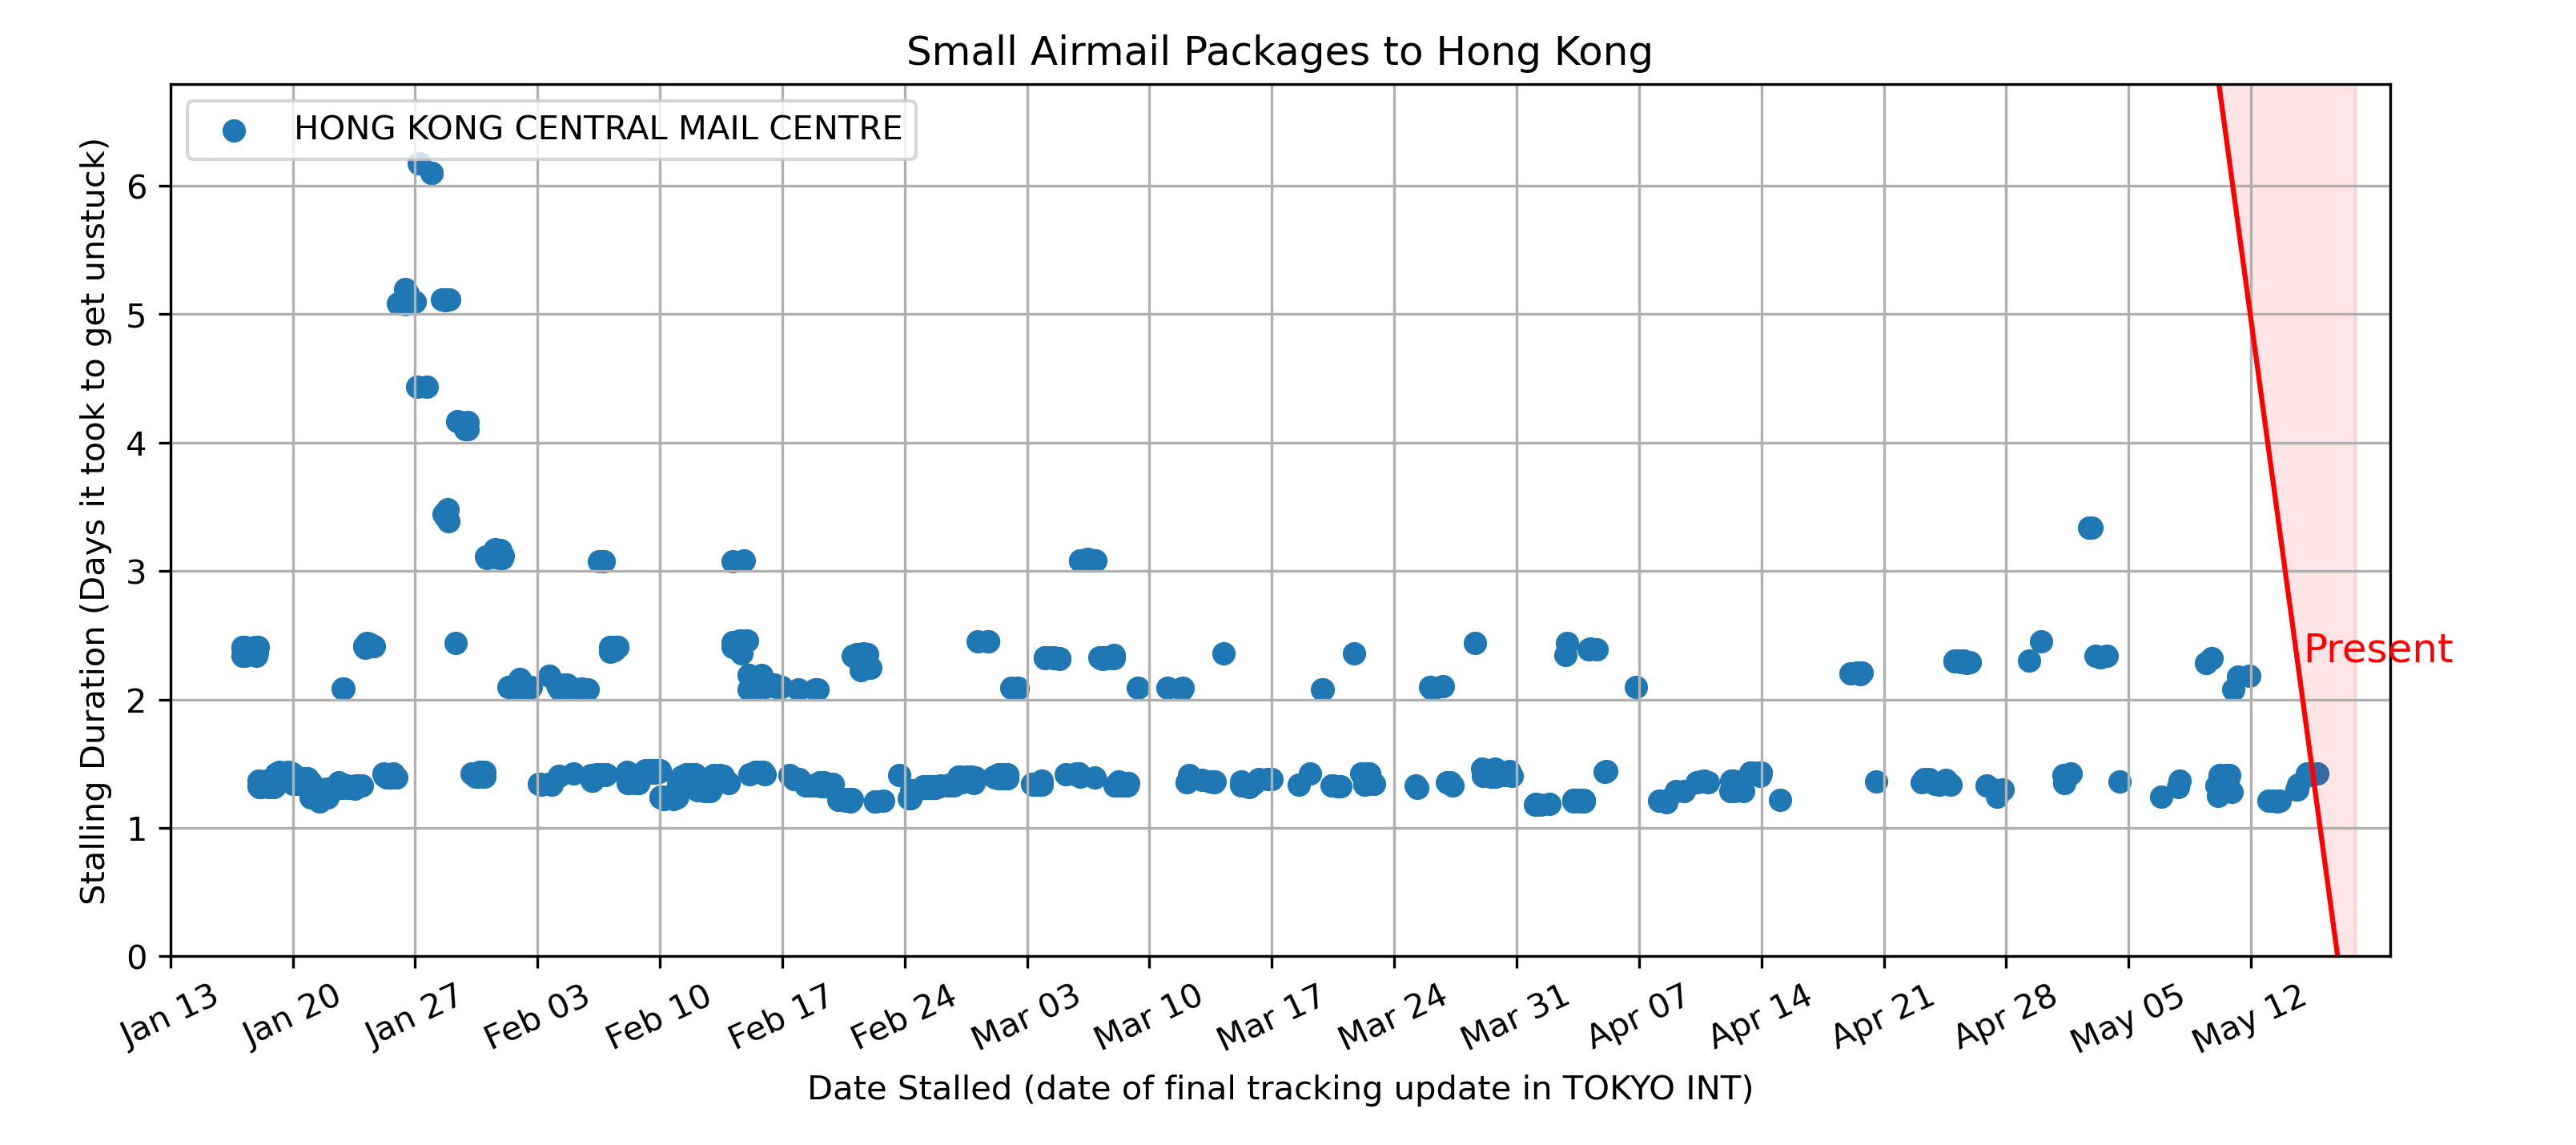 Small Airmail Packages to Hong Kong
HONG KONG CENTRAL MAIL CENTRE
Stalling Duration (Days it took to get unstuck)
6
5
4
3
2
1
0
Present
Jan 13
Jan 20
Jan 27
Feb 03
Feb 10
Feb 17
Feb 24
Mar 03
Mar 10
Mar 17
Mar 24
Mar 31
Apr 07
Apr 14
Apr 21
Apr 28
May 05
May 12
Date Stalled (date of final tracking update in TOKYO INT)